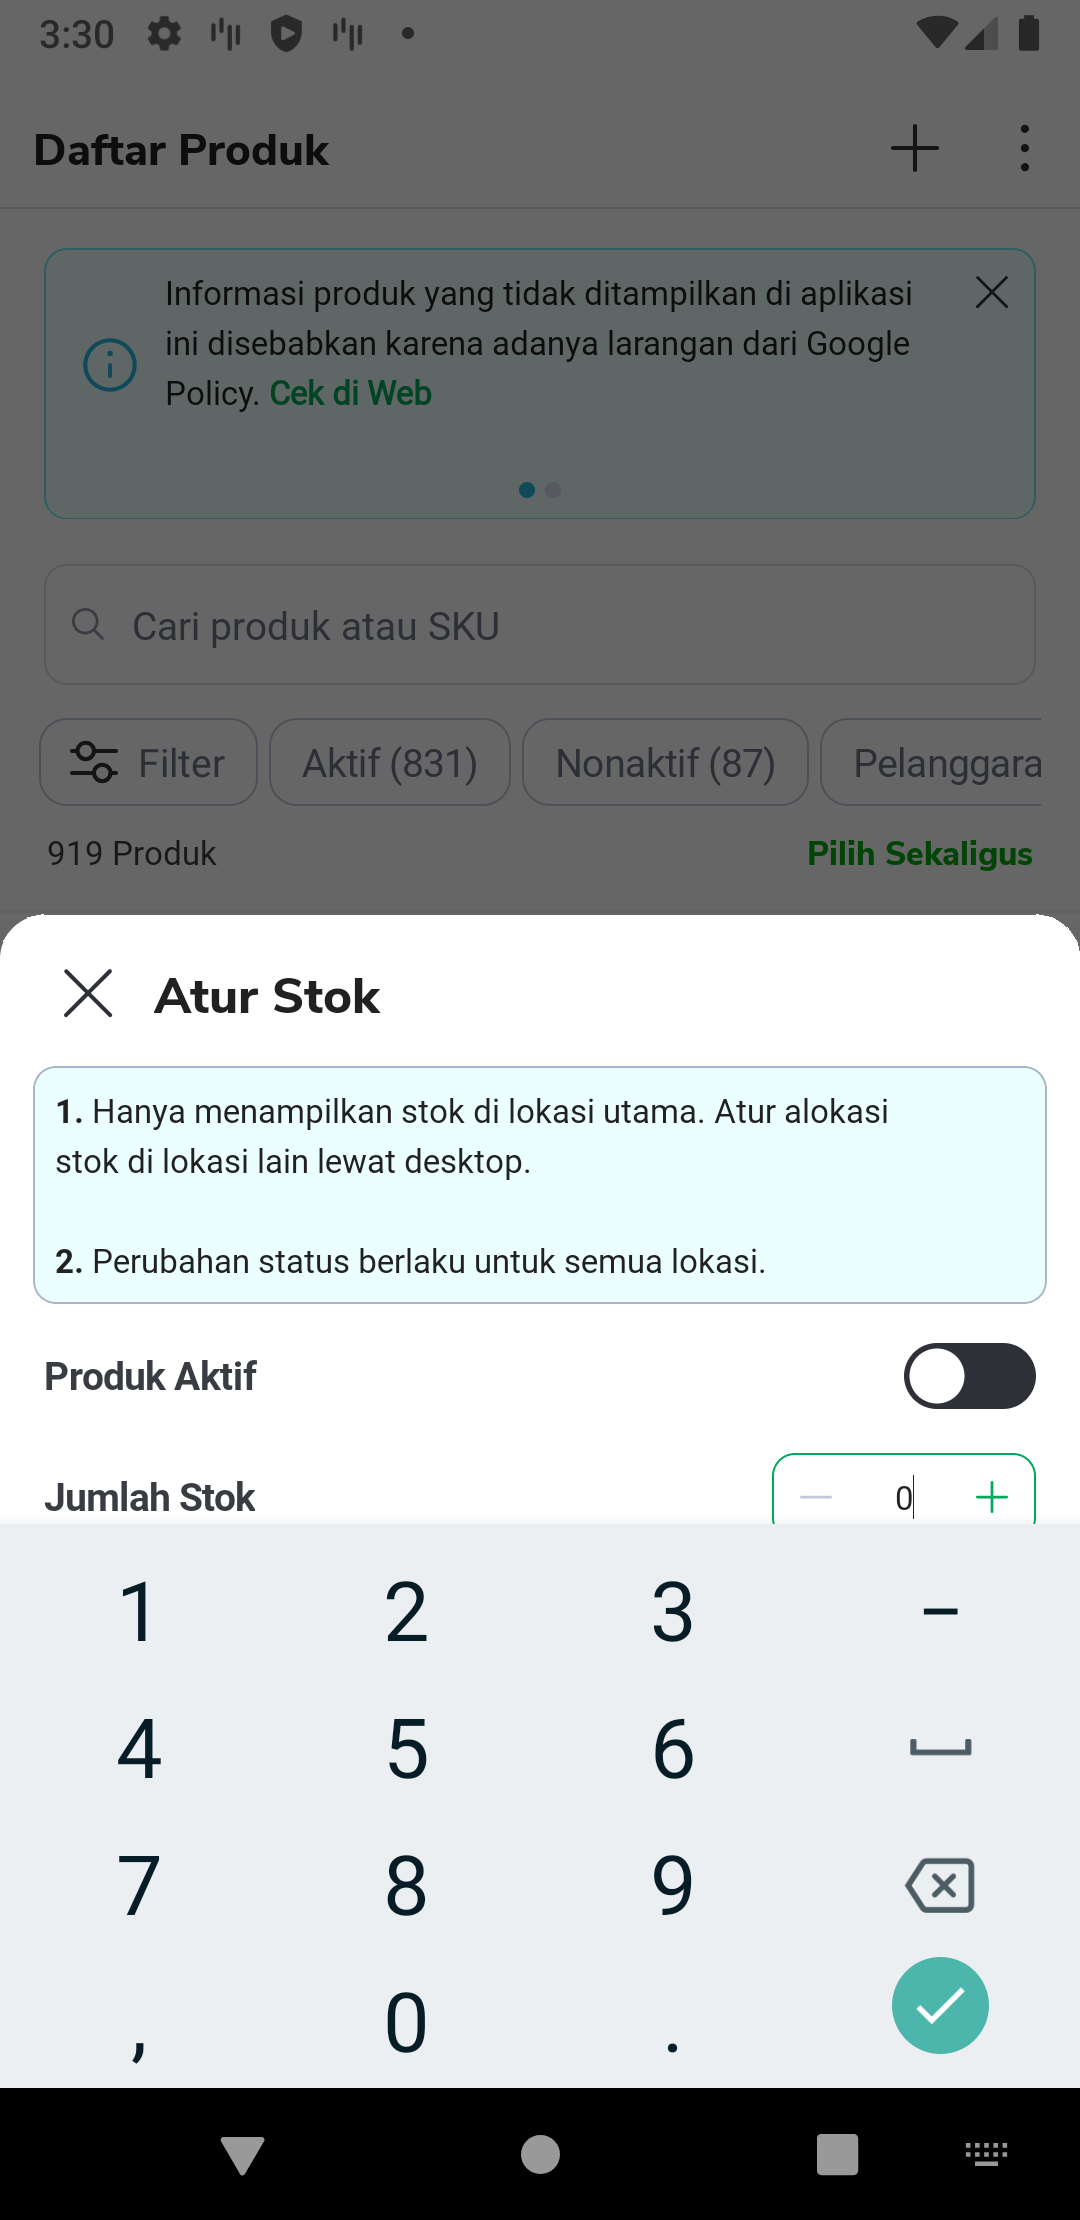 3:30
Daftar Produk
Informasi produk yang tidak ditampilkan di aplikasi
ini disebabkan karena adanya larangan dari Google
Policy. Cek di Web
Cari produk atau SKU
Filter
Aktif (831)
Nonaktif (87)
Pelanggara
919 Produk
Pilih Sekaligus
Atur Stok
1. Hanya menampilkan stok di lokasi utama. Atur alokasi
stok di lokasi lain lewat desktop.
2. Perubahan status berlaku untuk semua lokasi.
Produk Aktif
Jumlah Stok
0
1 2 3 –
4 5 6
7 8 9
, 0 .